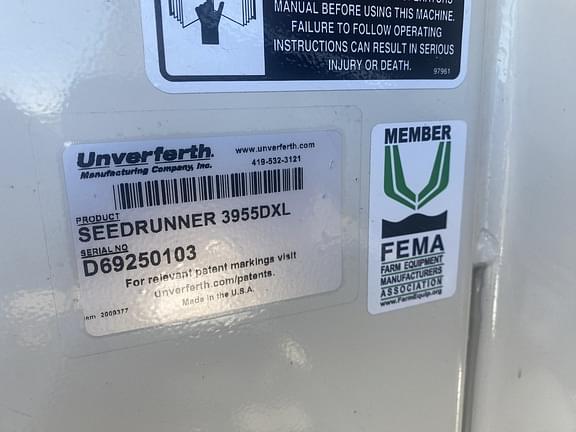 MANUAL BEFORE USING THIS MACHINE.
FAILURE TO FOLLOW OPERATING
INSTRUCTIONS CAN RESULT IN SERIOUS
INJURY OR DEATH.
97961
Unverferth
Manufacturing Company, Inc.
www.unverferth.com
419-532-3121
PRODUCT
SEEDRUNNER 3955DXL
SERIAL NO
D69250103
For relevant patent markings visit
Unverferth.com/patents.
Made in the U.S.A.
2009377
MEMBER
FEMA
FARM EQUIPMENT
MANUFACTURERS
ASSOCIATION
www.FarmEquip.org